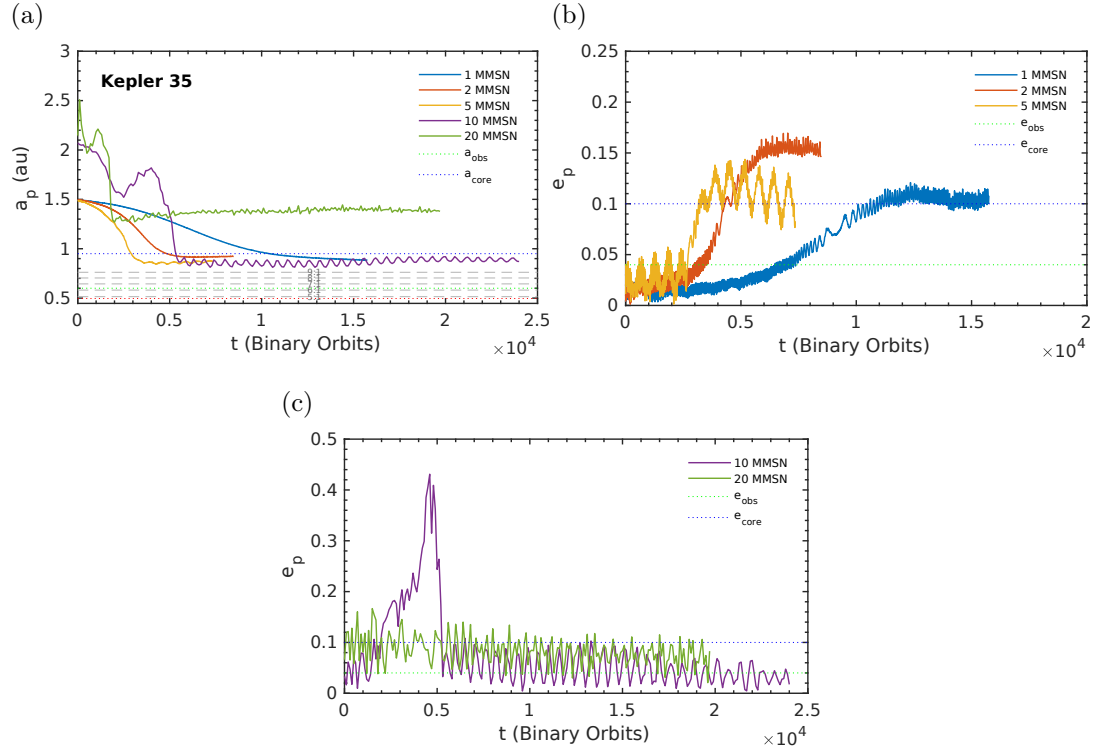 (a)
3
2.5
2
1.5
1
0.5
a_p (au)
Kepler 35
1 MMSN
2 MMSN
5 MMSN
10 MMSN
20 MMSN
a_obs
a_core
0
0.5
1
1.5
2
2.5
t (Binary Orbits)
×10^4
(b)
0.25
0.2
0.15
0.1
0.05
0
e_p
1 MMSN
2 MMSN
5 MMSN
e_obs
e_core
0
0.5
1
1.5
2
t (Binary Orbits)
×10^4
(c)
0.5
0.4
0.3
0.2
0.1
0
e_p
10 MMSN
20 MMSN
e_obs
e_core
0
0.5
1
1.5
2
2.5
t (Binary Orbits)
×10^4